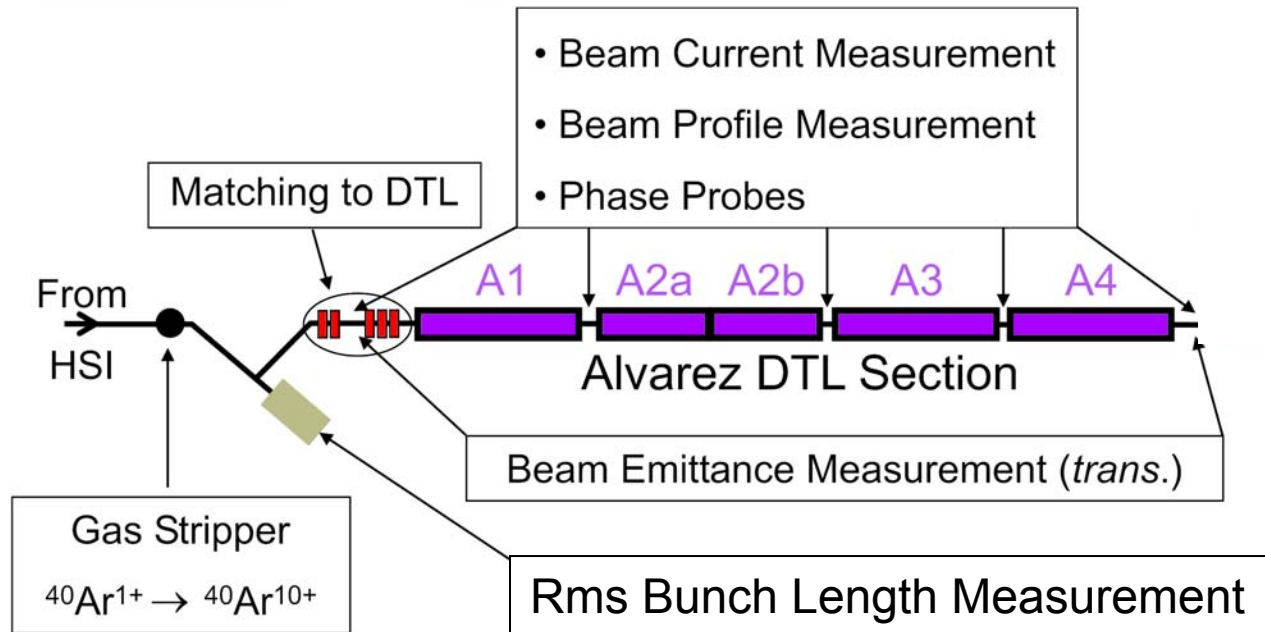 • Beam Current Measurement
• Beam Profile Measurement
• Phase Probes
Matching to DTL
From
HSI
A1
A2a
A2b
A3
A4
Alvarez DTL Section
Beam Emittance Measurement (trans.)
Gas Stripper
⁴⁰Ar¹⁺ → ⁴⁰Ar¹⁰⁺
Rms Bunch Length Measurement